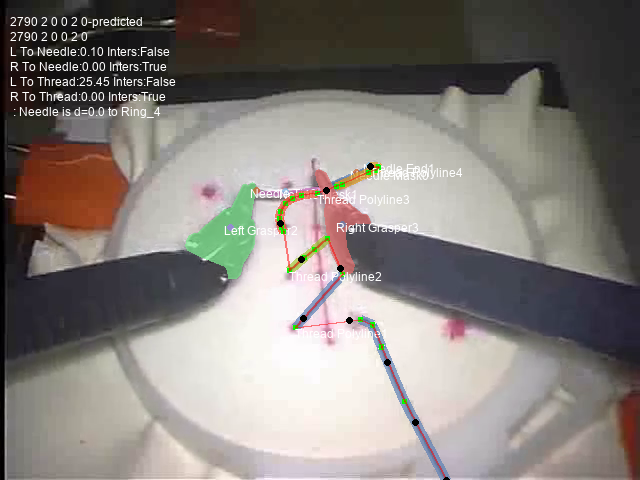 2790 2 0 0 2 0-predicted
2790 2 0 0 2 0
L To Needle:0.10 Inters:False
R To Needle:0.00 Inters:True
L To Thread:25.45 Inters:False
R To Thread:0.00 Inters:True
: Needle is d=0.0 to Ring_4
Thread Polyline3
Left Grasper2
Right Grasper3
Thread Polyline2